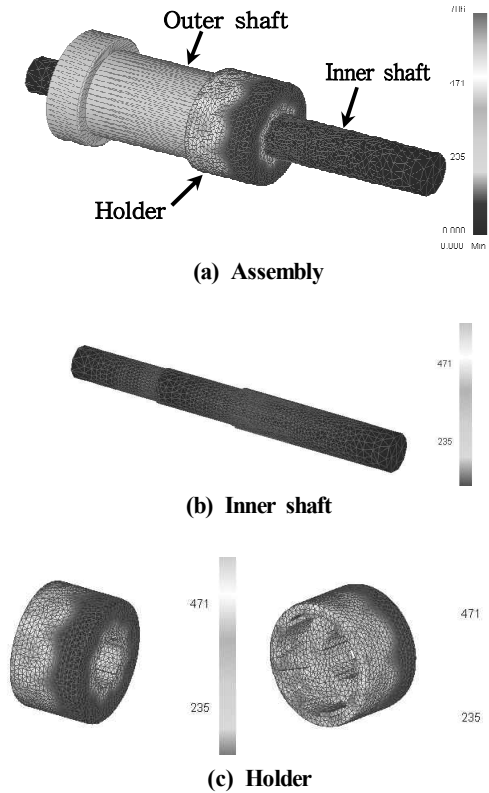 Outer shaft
Inner shaft
Holder
471
0.000
0.000 Min
(a) Assembly
471
235
(b) Inner shaft
471
235
471
235
(c) Holder